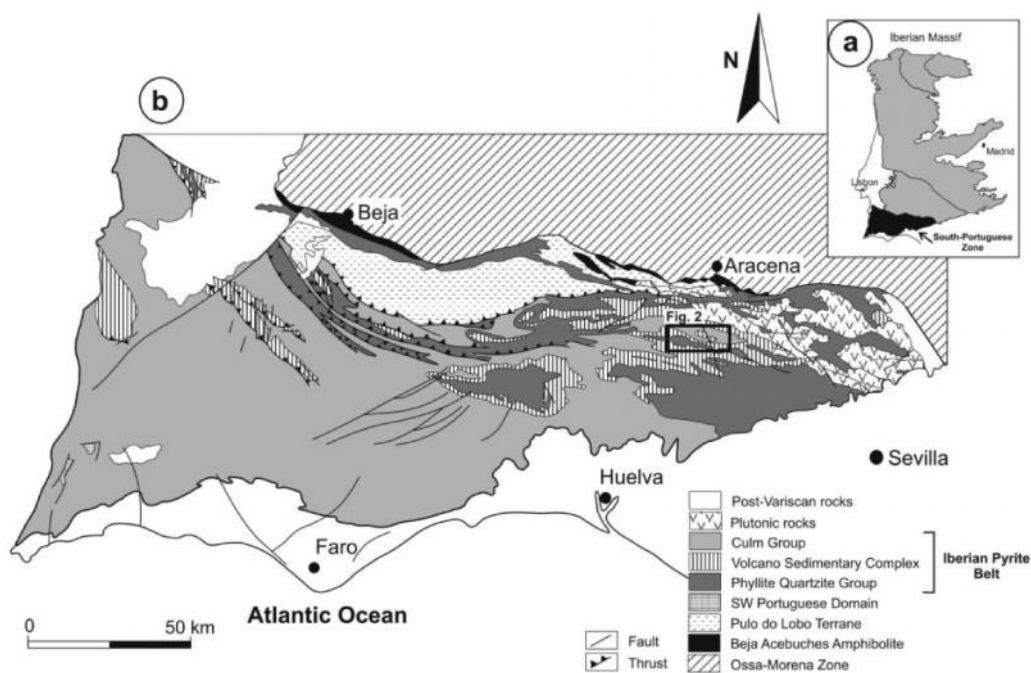 a
Iberian Massif
Madrid
Lisbon
South-Portuguese
Zone
N
b
Beja
Aracena
Fig. 2
Sevilla
Huelva
Faro
Atlantic Ocean
0 50 km
Fault
Thrust
Post-Variscan rocks
Plutonic rocks
Culm Group
Volcano Sedimentary Complex
Phyllite Quartzite Group
SW Portuguese Domain
Pulo do Lobo Terrane
Beja Acebuches Amphibolite
Ossa-Morena Zone
Iberian Pyrite
Belt